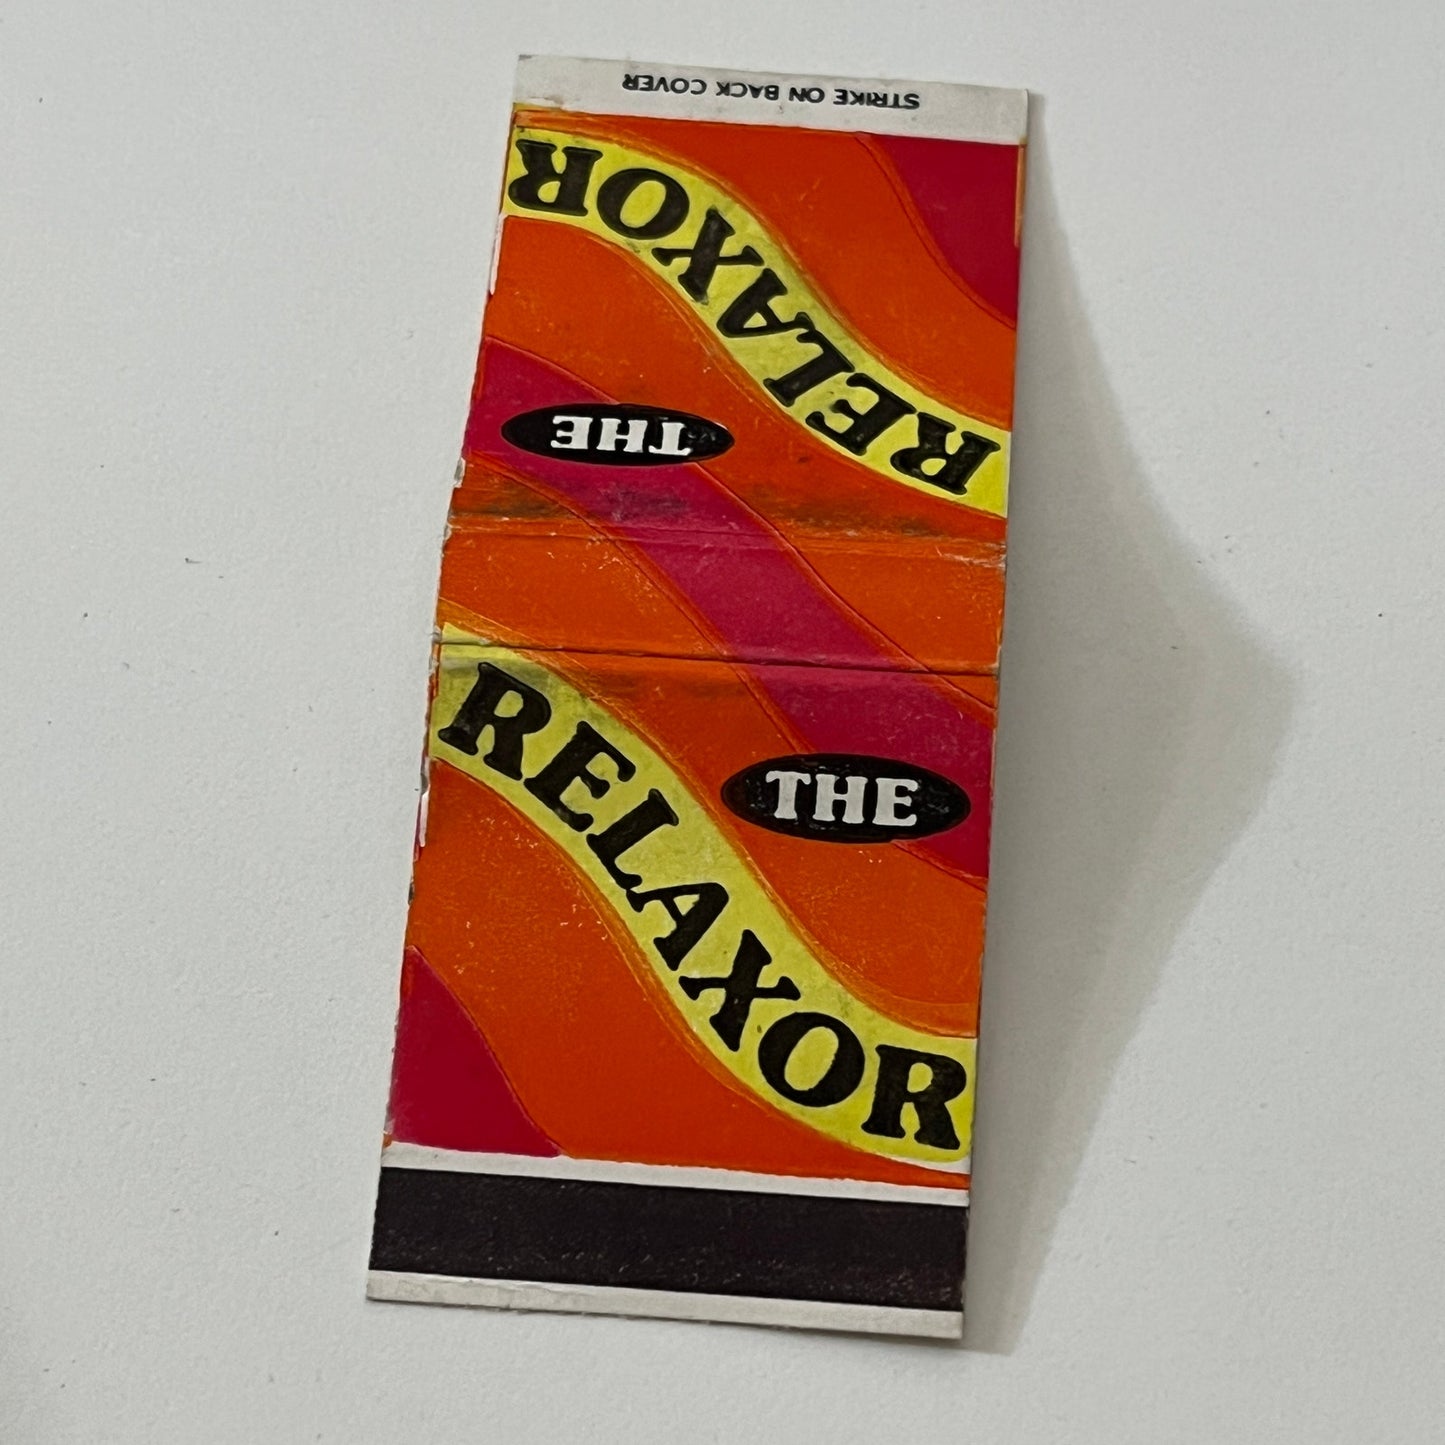 STRIKE ON BACK COVER
RELAXOR
THE
THE
RELAXOR